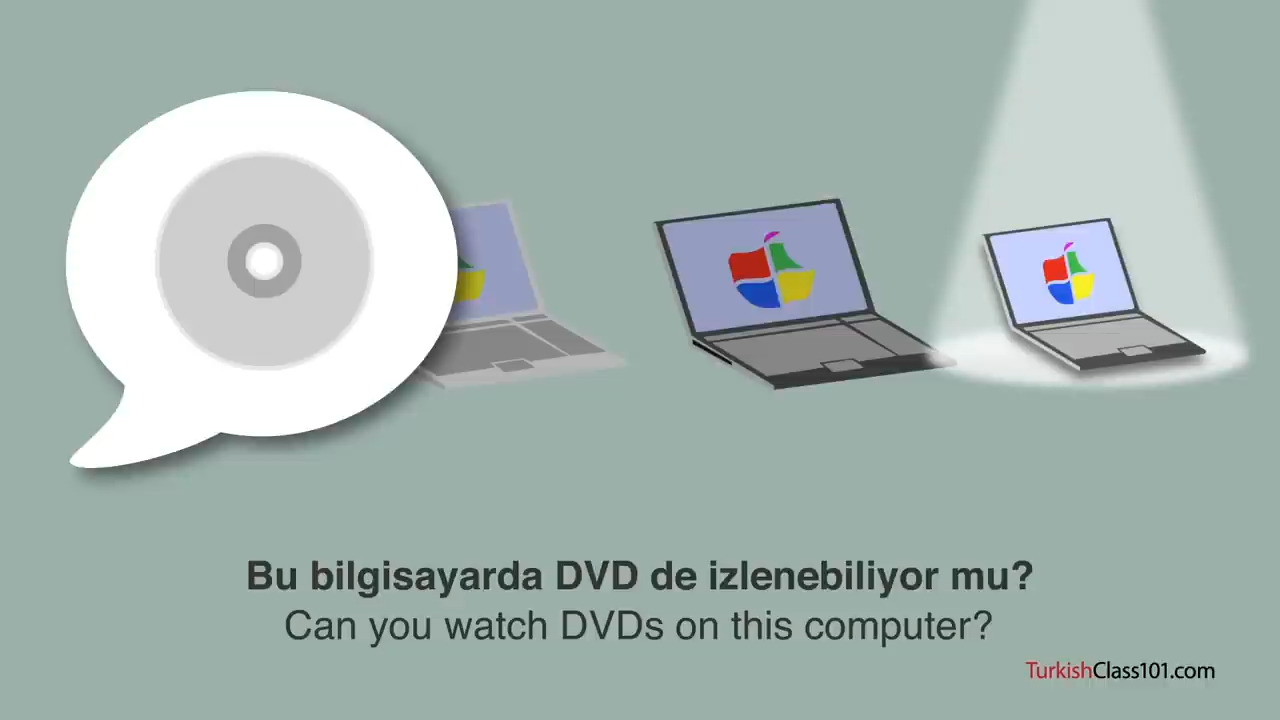 Bu bilgisayarda DVD de izlenebiliyor mu?
Can you watch DVDs on this computer?
TurkishClass101.com